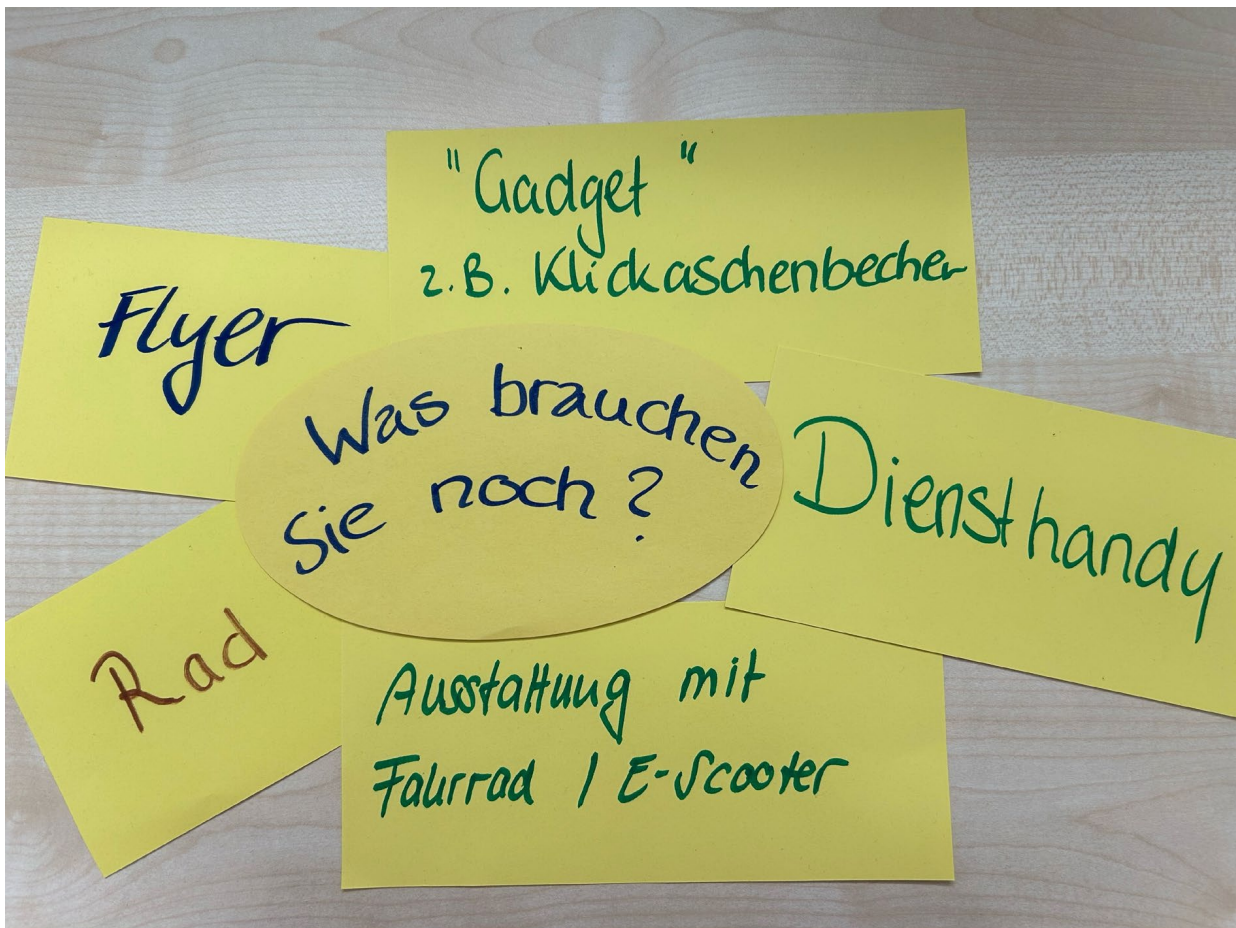 "Gadget"
z.B. Klickaschenbecher
Flyer
Was brauchen
Sie noch?
Diensthandy
Rad
Ausstattung mit
Fahrrad / E-Scooter